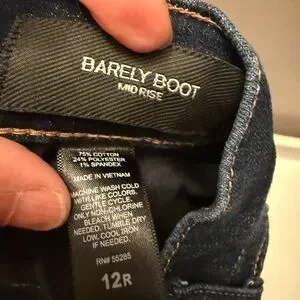 BARELY BOOT
MID RISE
75% COTTON
24% POLYESTER
1% SPANDEX
MADE IN VIETNAM
MACHINE WASH COLD
WITH LIKE COLORS.
GENTLE CYCLE.
ONLY NON-CHLORINE
BLEACH WHEN
NEEDED. TUMBLE DRY
LOW. COOL IRON
IF NEEDED.
RN# 55285
12R